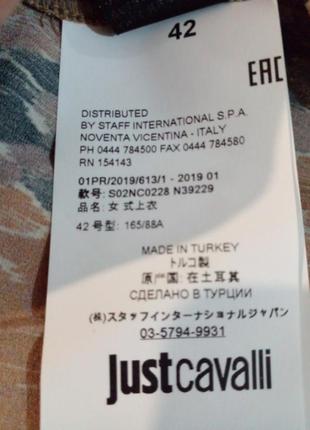 42
EAC
DISTRIBUTED
BY STAFF INTERNATIONAL S.P.A.
NOVENTA VICENTINA - ITALY
PH 0444 784500 FAX 0444 784580
RN 154143
01PR/2019/613/1 - 2019 01
款号: S02NC0228 N39229
品名: 女式上衣
42 号型: 165/88A
MADE IN TURKEY
トルコ製
原产国: 在土耳其
СДЕЛАНО В ТУРЦИИ
(株)スタッフインターナショナルジャパン
03-5794-9931
Justcavalli